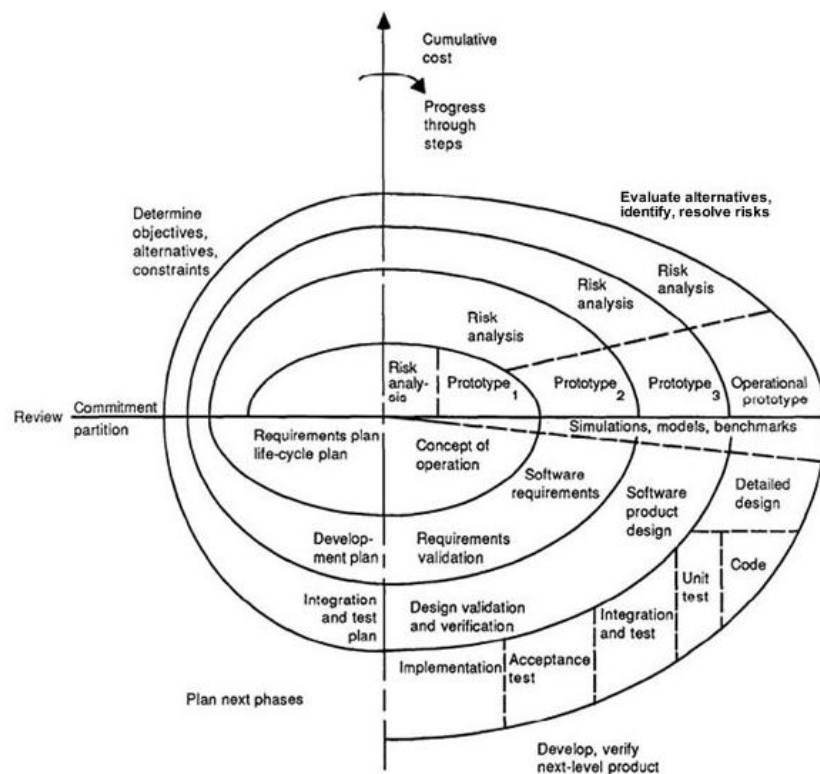 Cumulative
cost
Progress
through
steps
Evaluate alternatives,
identify, resolve risks
Determine
objectives,
alternatives,
constraints
Risk
analysis
Risk
analysis
Risk
analysis
Risk
analy-
sis
Prototype 1
Prototype 2
Prototype 3
Operational
prototype
Review
Commitment
partition
Simulations, models, benchmarks
Requirements plan
life-cycle plan
Concept of
operation
Software
requirements
Software
product
design
Detailed
design
Develop-
ment plan
Requirements
validation
Code
Unit
test
Integration
and test
plan
Design validation
and verification
Integration
and test
Acceptance
test
Implementation
Plan next phases
Develop, verify
next-level product